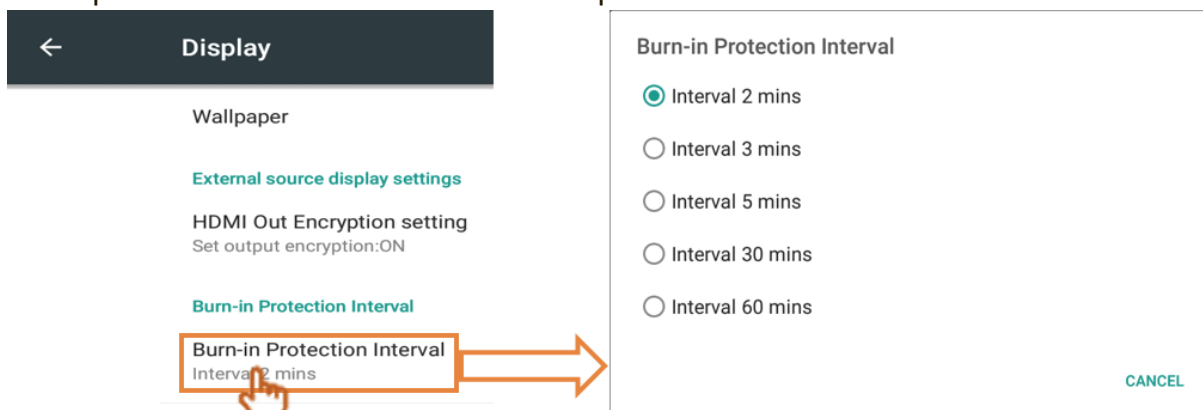 Display
Wallpaper
External source display settings
HDMI Out Encryption setting
Set output encryption:ON
Burn-in Protection Interval
Burn-in Protection Interval
Interval 2 mins
Burn-in Protection Interval
Interval 2 mins
Interval 3 mins
Interval 5 mins
Interval 30 mins
Interval 60 mins
CANCEL